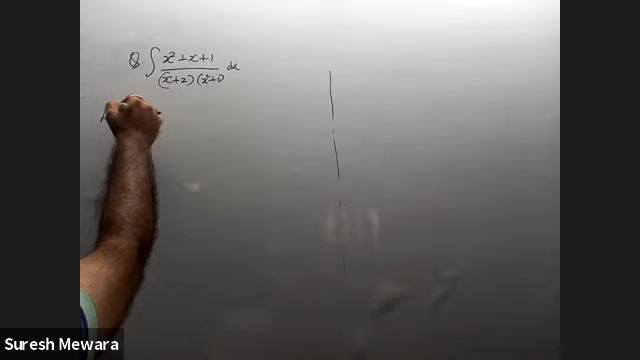 Q. ∫ x²+x+1 / (x+2)(x²+1) dx
Suresh Mewara